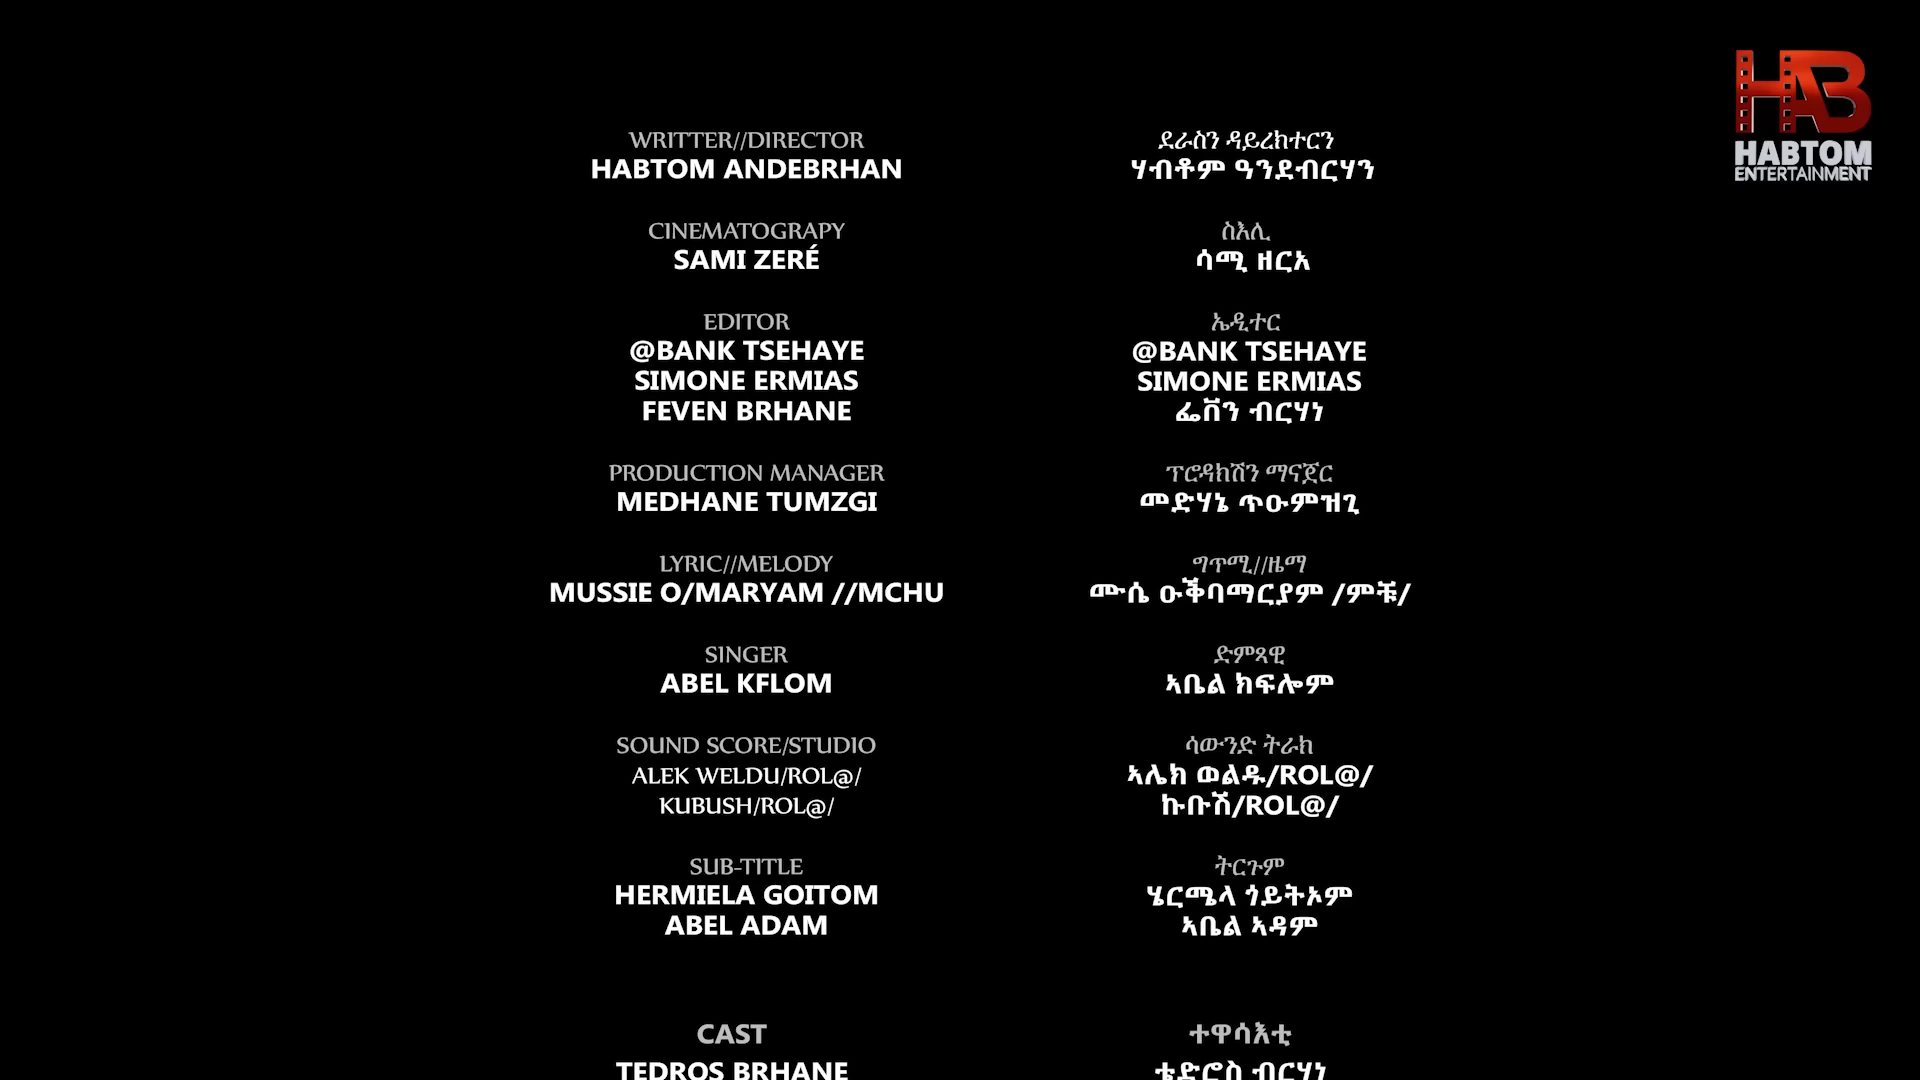 WRITTER//DIRECTOR
HABTOM ANDEBRHAN
CINEMATOGRAPY
SAMI ZERÉ
EDITOR
@BANK TSEHAYE
SIMONE ERMIAS
FEVEN BRHANE
PRODUCTION MANAGER
MEDHANE TUMZGI
LYRIC//MELODY
MUSSIE O/MARYAM //MCHU
SINGER
ABEL KFLOM
SOUND SCORE/STUDIO
ALEK WELDU/ROL@/
KUBUSH/ROL@/
SUB-TITLE
HERMIELA GOITOM
ABEL ADAM
CAST
TEDROS BRHANE
ደራስን ዳይረክተርን
ሃብቶም ዓንደብርሃን
ስእሊ
ሳሚ ዘርአ
ኤዲተር
@BANK TSEHAYE
SIMONE ERMIAS
ፌቨን ብርሃነ
ፕሮዳክሽን ማናጀር
መድሃኔ ጥዑምዝጊ
ግጥሚ//ዜማ
ሙሴ ዑቕባማርያም /ምቹ/
ድምጻዊ
ኣቤል ክፍሎም
ሳውንድ ትራክ
ኣሌክ ወልዱ/ROL@/
ኩቡሽ/ROL@/
ትርጉም
ሄርሜላ ጎይትኦም
ኣቤል ኣዳም
ተዋሳእቲ
ቴድሮስ ብርሃነ
HAB
HABTOM
ENTERTAINMENT